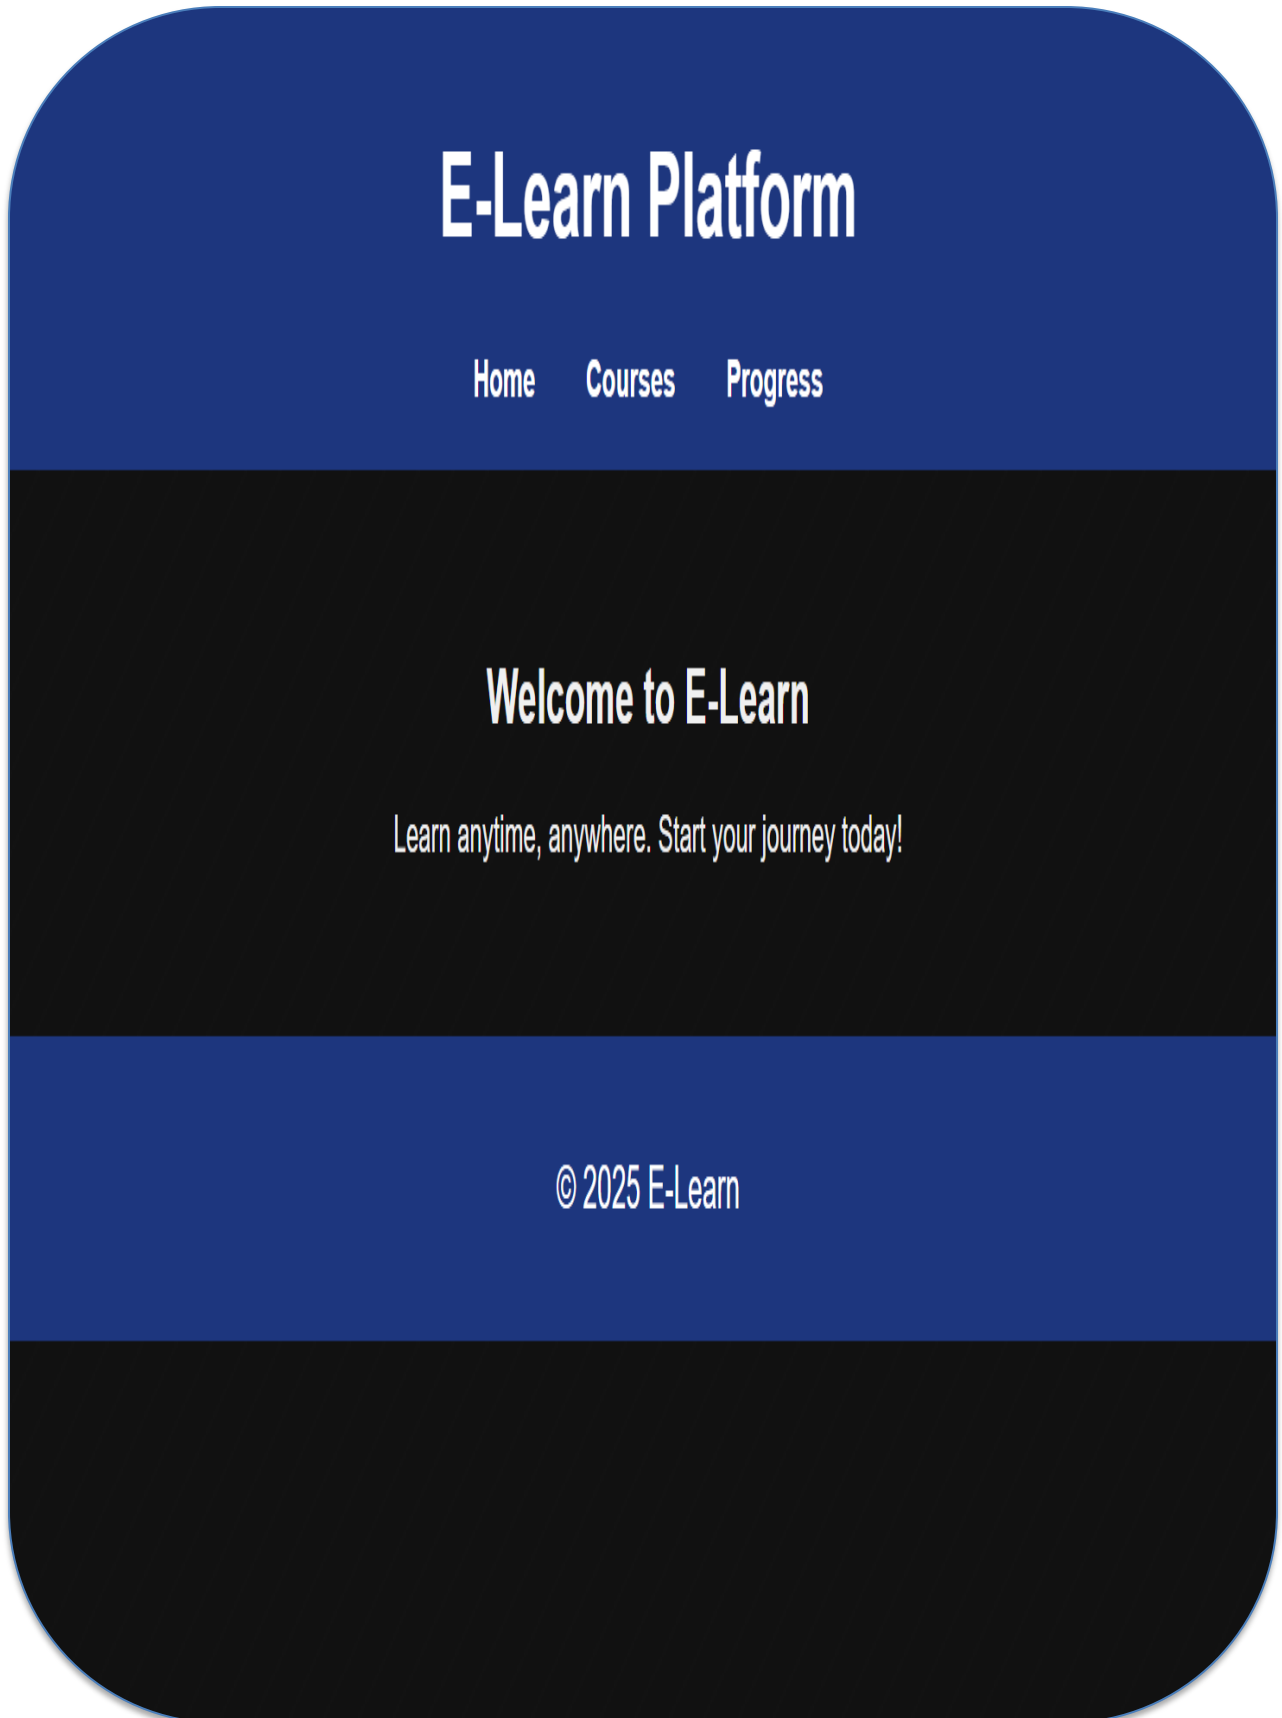 E-Learn Platform
Home Courses Progress
Welcome to E-Learn
Learn anytime, anywhere. Start your journey today!
© 2025 E-Learn